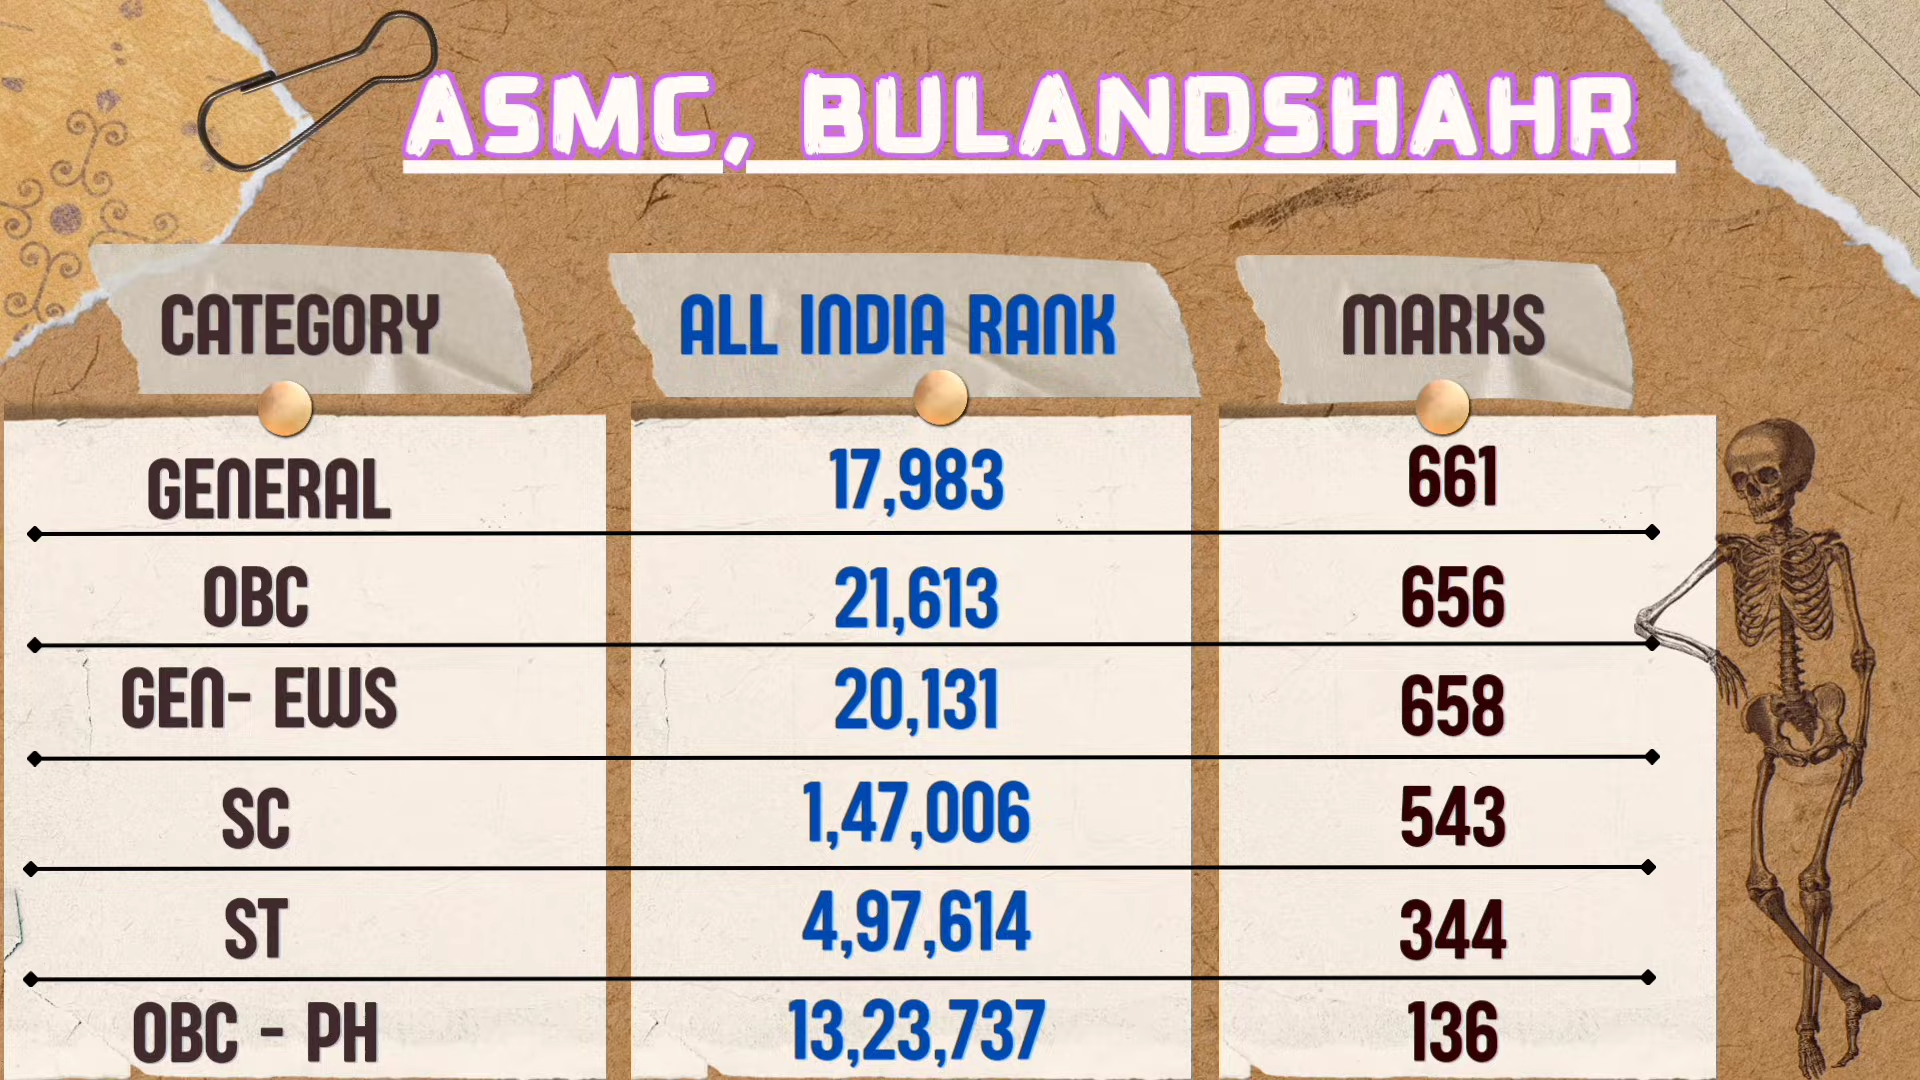 ASMC, BULANDSHAHR
CATEGORY ALL INDIA RANK MARKS
GENERAL 17,983 661
OBC 21,613 656
GEN- EWS 20,131 658
SC 1,47,006 543
ST 4,97,614 344
OBC - PH 13,23,737 136